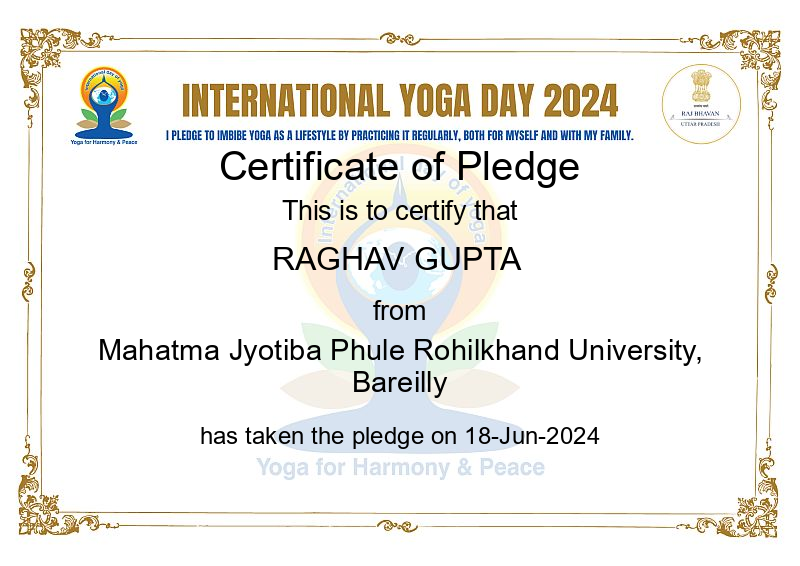 International Day of Yoga
Yoga for Harmony & Peace
INTERNATIONAL YOGA DAY 2024
I PLEDGE TO IMBIBE YOGA AS A LIFESTYLE BY PRACTICING IT REGULARLY, BOTH FOR MYSELF AND WITH MY FAMILY.
RAJ BHAVAN
UTTAR PRADESH
Certificate of Pledge
International Day of Yoga
This is to certify that
RAGHAV GUPTA
from
Mahatma Jyotiba Phule Rohilkhand University,
Bareilly
has taken the pledge on 18-Jun-2024
Yoga for Harmony & Peace